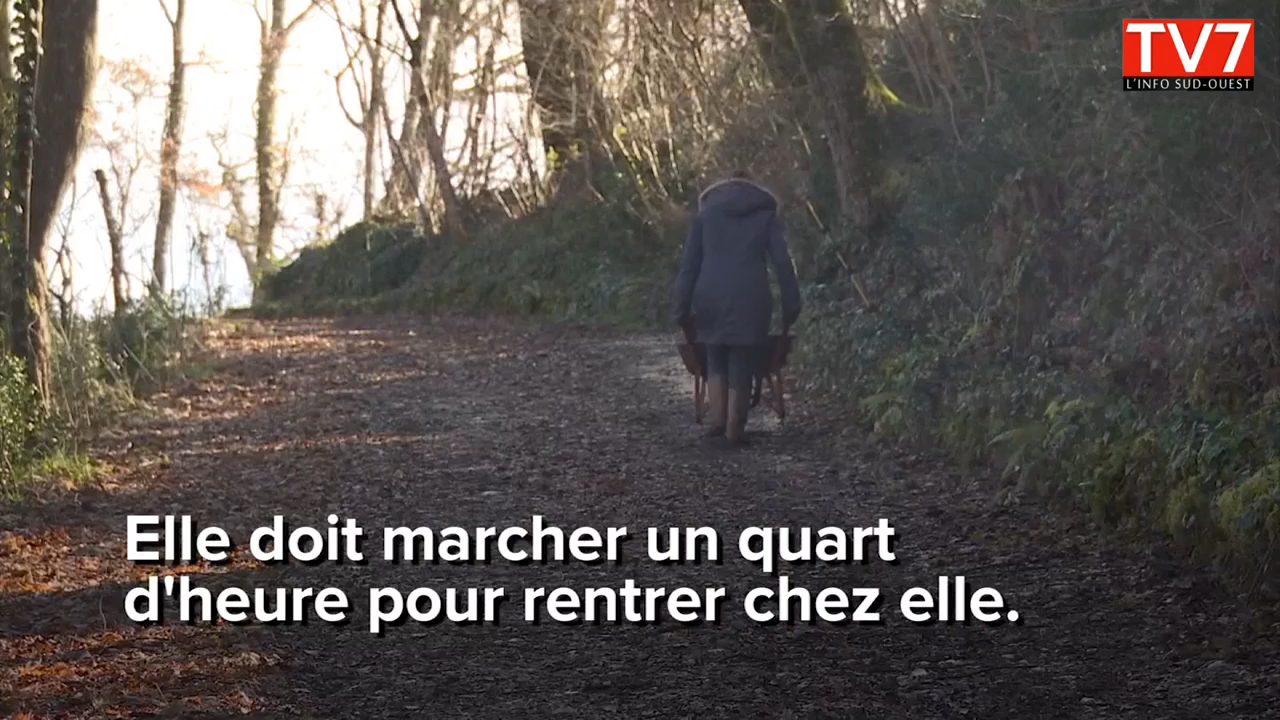 TV7
L'INFO SUD-OUEST
Elle doit marcher un quart
d'heure pour rentrer chez elle.